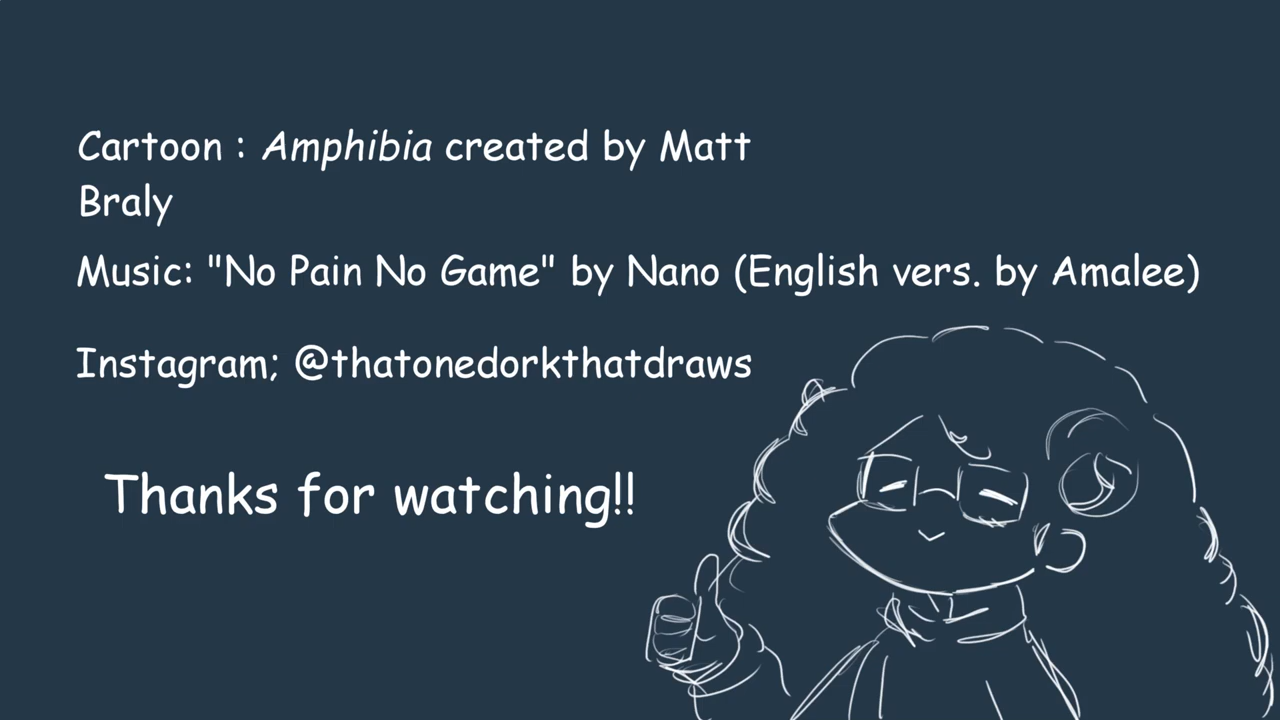 Cartoon : Amphibia created by Matt
Braly
Music: "No Pain No Game" by Nano (English vers. by Amalee)
Instagram; @thatonedorkthatdraws
Thanks for watching!!